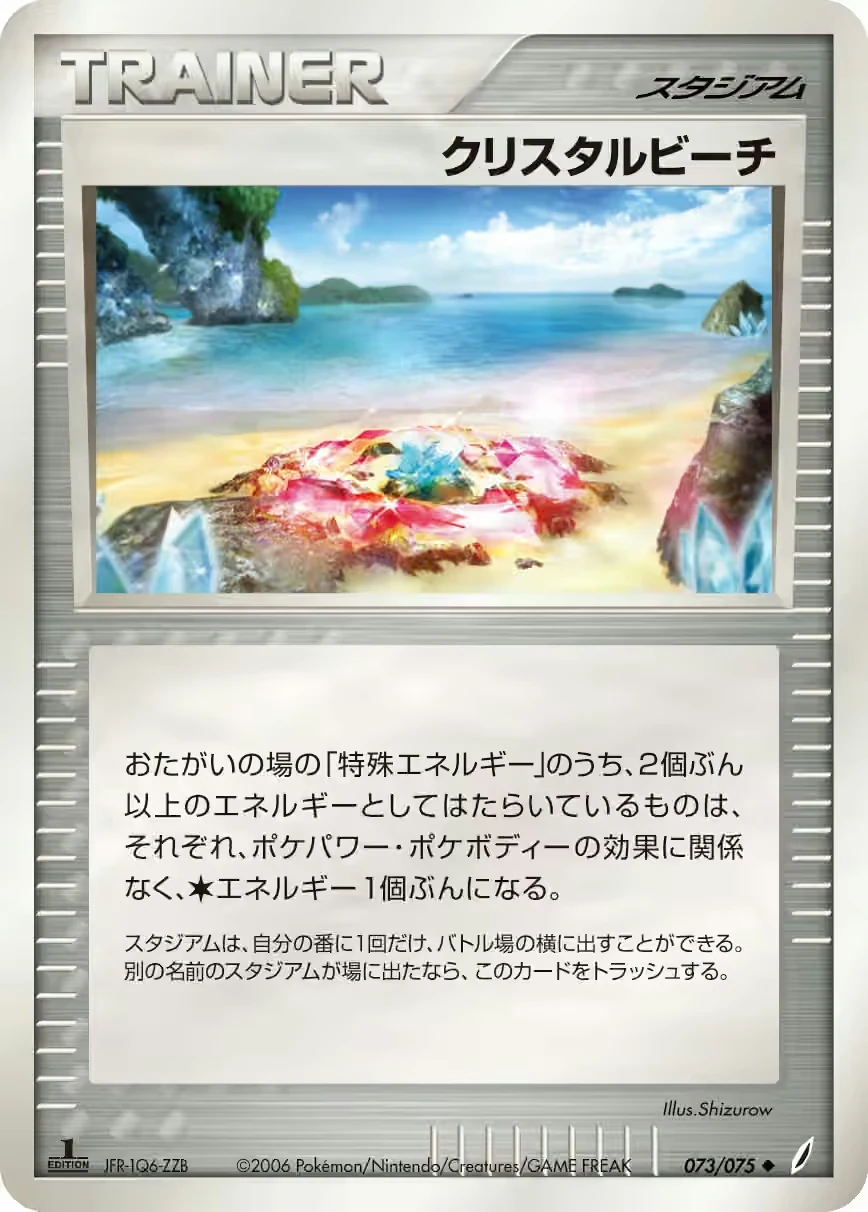 TRAINER
スタジアム
クリスタルビーチ
おたがいの場の「特殊エネルギー」のうち、2個ぶん
以上のエネルギーとしてはたらいているものは、
それぞれ、ポケパワー・ポケボディーの効果に関係
なく、✶エネルギー1個ぶんになる。
スタジアムは、自分の番に1回だけ、バトル場の横に出すことができる。
別の名前のスタジアムが場に出たなら、このカードをトラッシュする。
Illus.Shizurow
1 EDITION JFR-1Q6-ZZB ©2006 Pokémon/Nintendo/Creatures/GAME FREAK 073/075 ◆